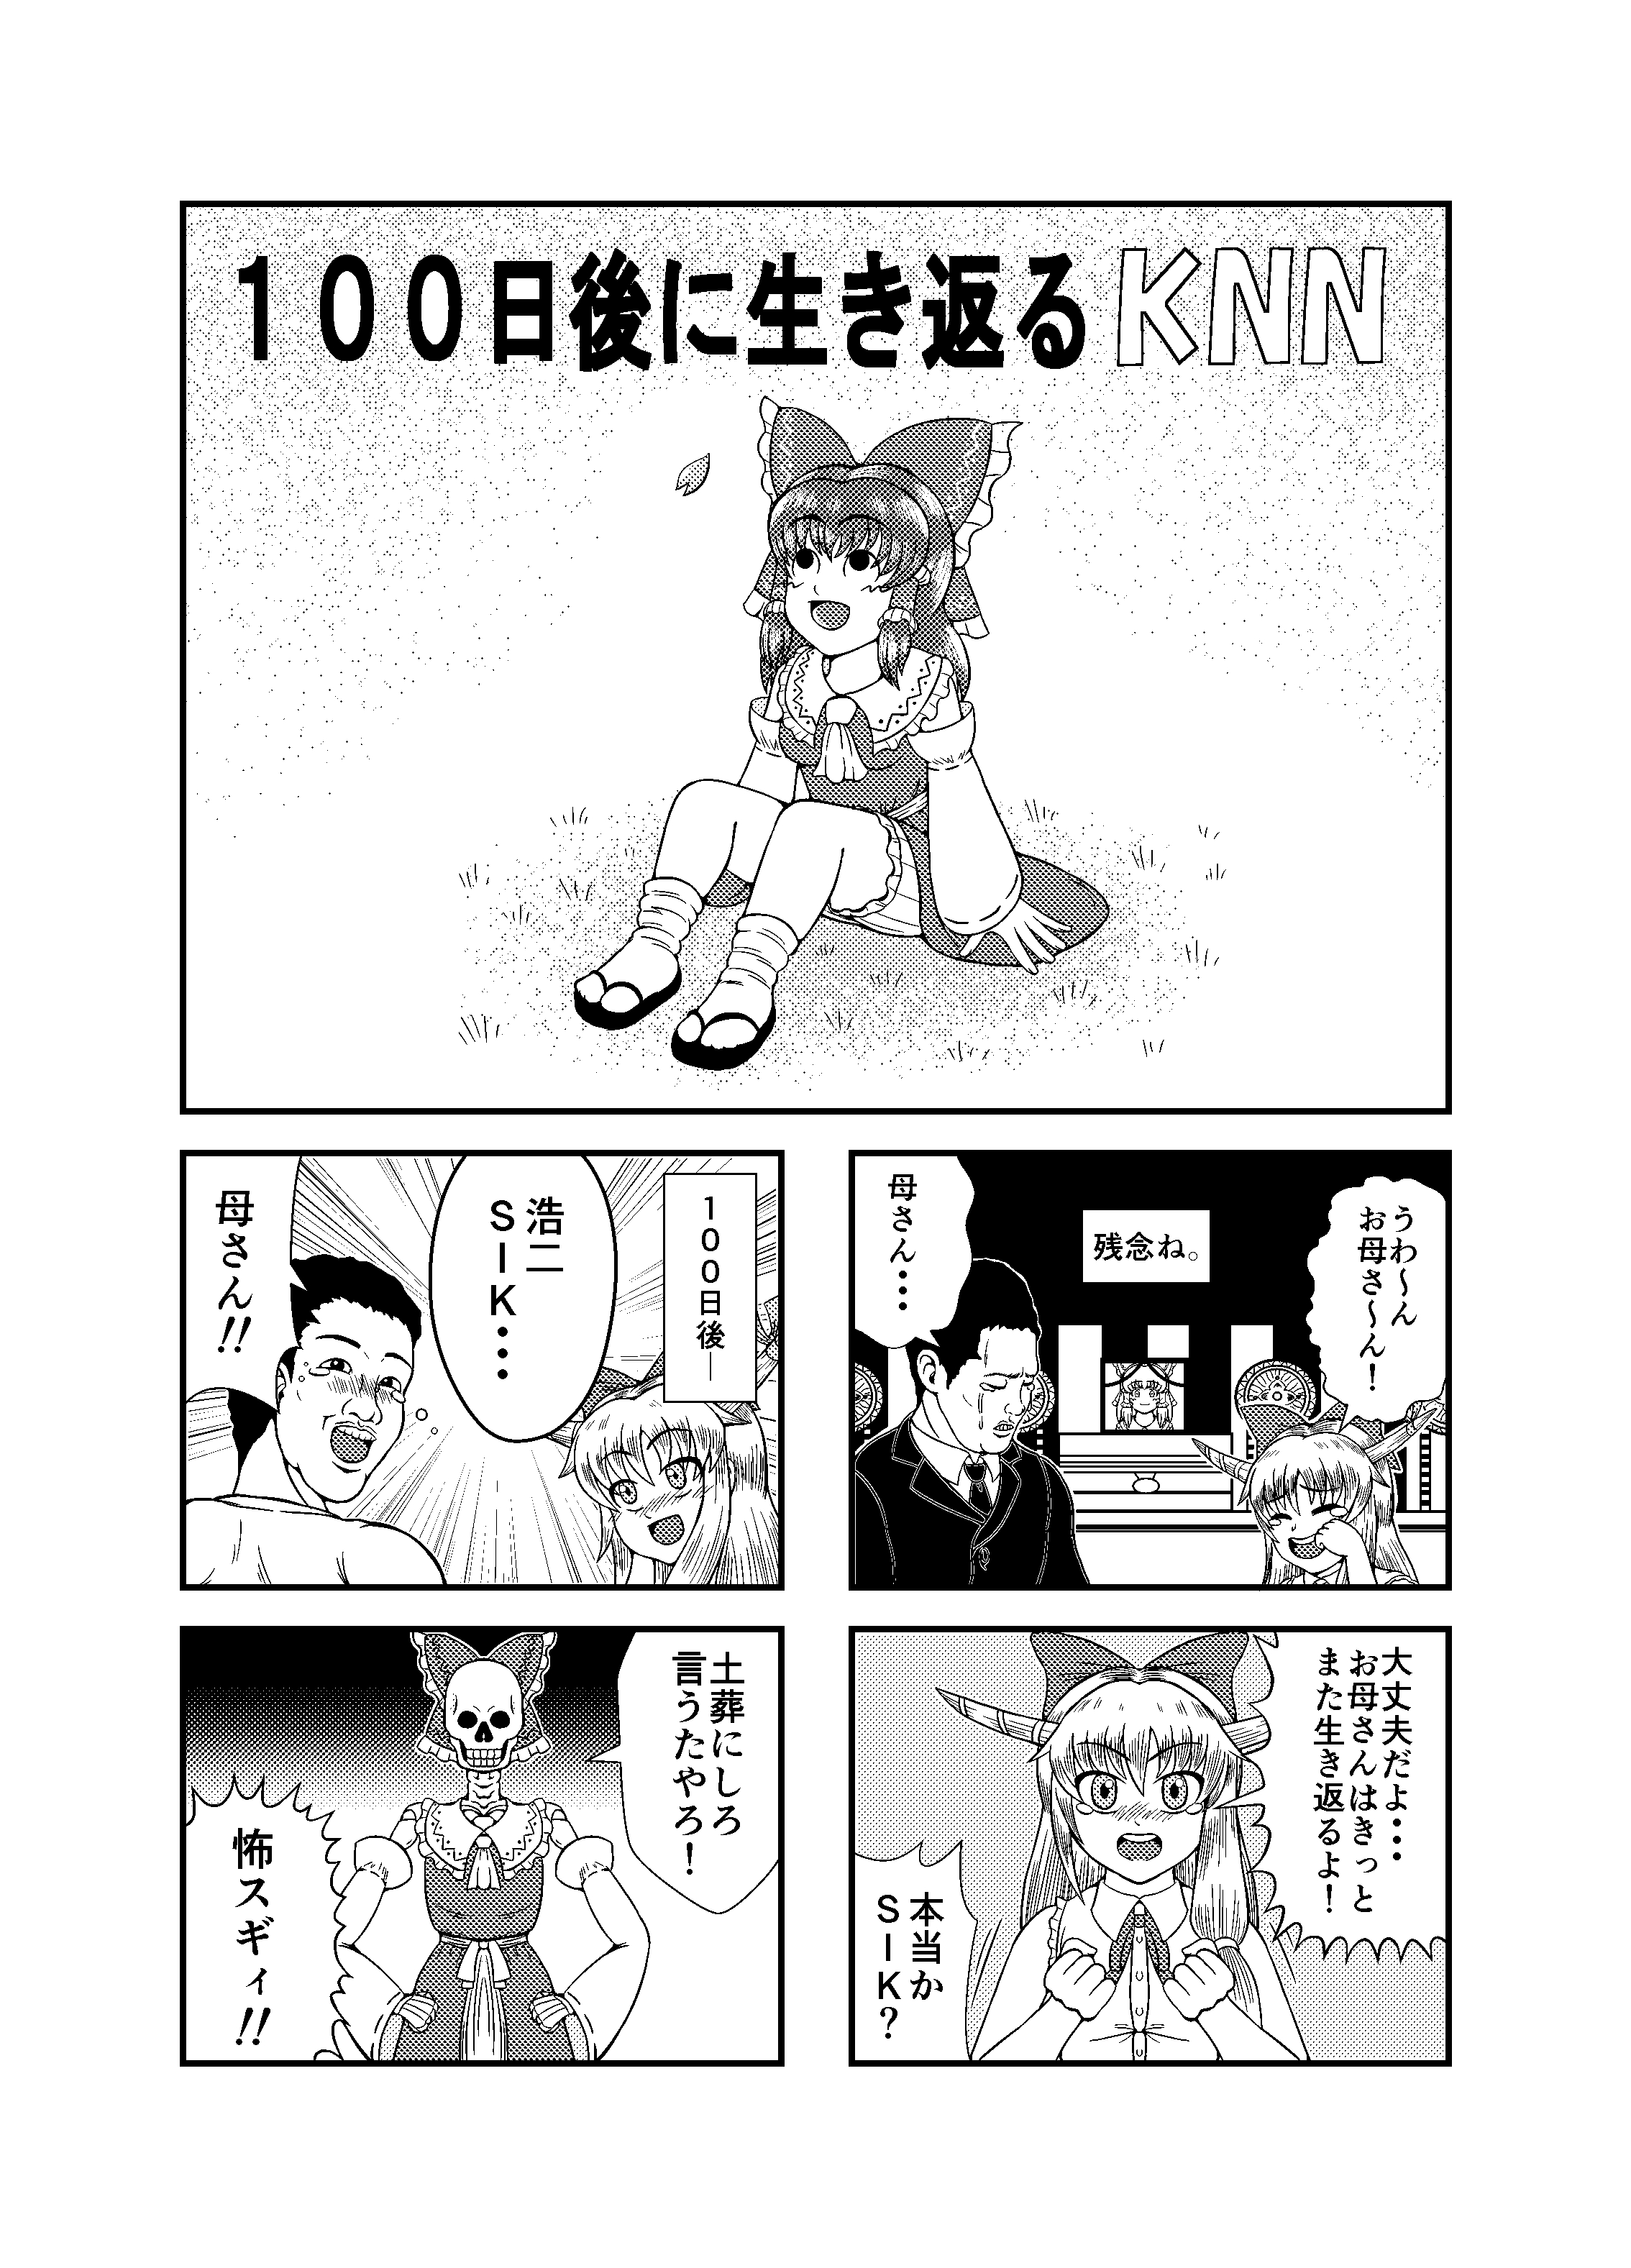 100日後に生き返るKNN
うわ〜ん
お母さ〜ん!
残念ね。
母さん・・・
大丈夫だよ・・・
お母さんはきっと
また生き返るよ!
本当か
SIK?
100日後―
浩二
SIK・・・
母さん!!
土葬にしろ
言うたやろ!
怖スギィ!!